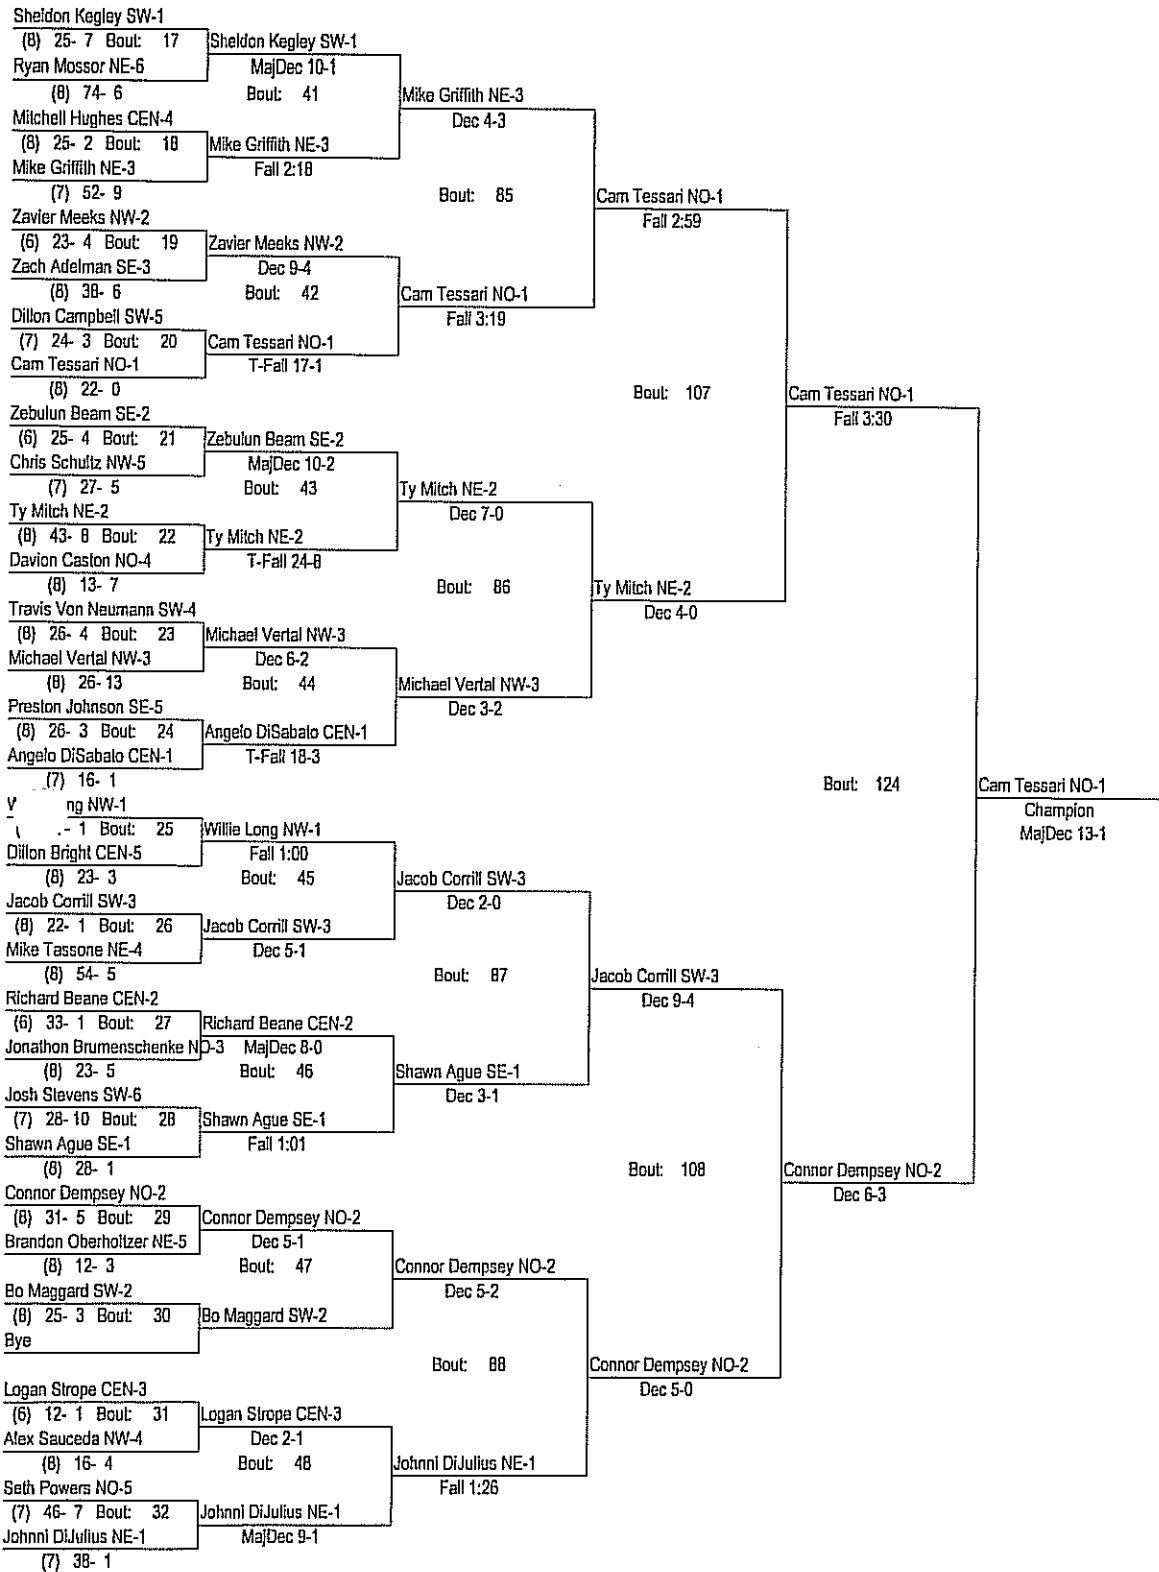 Sheldon Kegley SW-1
(8) 25- 7 Bout: 17
Ryan Mossor NE-6
(8) 74- 6
Mitchell Hughes CEN-4
(8) 25- 2 Bout: 18
Mike Griffith NE-3
(7) 52- 9
Zavier Meeks NW-2
(6) 23- 4 Bout: 19
Zach Adelman SE-3
(8) 38- 6
Dillon Campbell SW-5
(7) 24- 3 Bout: 20
Cam Tessari NO-1
(8) 22- 0
Zebulun Beam SE-2
(6) 25- 4 Bout: 21
Chris Schultz NW-5
(7) 27- 5
Ty Mitch NE-2
(8) 43- 8 Bout: 22
Davion Caston NO-4
(8) 13- 7
Travis Von Neumann SW-4
(8) 26- 4 Bout: 23
Michael Vertal NW-3
(8) 26-13
Preston Johnson SE-5
(8) 26- 3 Bout: 24
Angelo DiSabato CEN-1
(7) 16- 1
ng NW-1
- 1 Bout: 25
Dillon Bright CEN-5
(8) 23- 3
Jacob Corrill SW-3
(8) 22- 1 Bout: 26
Mike Tassone NE-4
(8) 54- 5
Richard Beane CEN-2
(6) 33- 1 Bout: 27
Jonathon Brumenschenke NO-3
(8) 23- 5
Josh Stevens SW-6
(7) 28-10 Bout: 28
Shawn Ague SE-1
(8) 28- 1
Connor Dempsey NO-2
(8) 31- 5 Bout: 29
Brandon Oberholtzer NE-5
(8) 12- 3
Bo Maggard SW-2
(8) 25- 3 Bout: 30
Bye
Logan Strope CEN-3
(6) 12- 1 Bout: 31
Alex Sauceda NW-4
(8) 16- 4
Seth Powers NO-5
(7) 46- 7 Bout: 32
Johnni DiJulius NE-1
(7) 38- 1
Sheldon Kegley SW-1
MajDec 10-1
Bout: 41
Mike Griffith NE-3
Fall 2:18
Zavier Meeks NW-2
Dec 9-4
Bout: 42
Cam Tessari NO-1
T-Fall 17-1
Zebulun Beam SE-2
MajDec 10-2
Bout: 43
Ty Mitch NE-2
T-Fall 24-8
Michael Vertal NW-3
Dec 6-2
Bout: 44
Angelo DiSabato CEN-1
T-Fall 18-3
Willie Long NW-1
Fall 1:00
Bout: 45
Jacob Corrill SW-3
Dec 5-1
Richard Beane CEN-2
MajDec 8-0
Bout: 46
Shawn Ague SE-1
Fall 1:01
Connor Dempsey NO-2
Dec 5-1
Bout: 47
Bo Maggard SW-2
Logan Strope CEN-3
Dec 2-1
Bout: 48
Johnni DiJulius NE-1
MajDec 9-1
Mike Griffith NE-3
Dec 4-3
Bout: 85
Cam Tessari NO-1
Fall 3:19
Ty Mitch NE-2
Dec 7-0
Bout: 86
Michael Vertal NW-3
Dec 3-2
Jacob Corrill SW-3
Dec 2-0
Bout: 87
Shawn Ague SE-1
Dec 3-1
Connor Dempsey NO-2
Dec 5-2
Bout: 88
Johnni DiJulius NE-1
Fall 1:26
Cam Tessari NO-1
Fall 2:59
Bout: 107
Ty Mitch NE-2
Dec 4-0
Jacob Corrill SW-3
Dec 9-4
Bout: 108
Connor Dempsey NO-2
Dec 5-0
Cam Tessari NO-1
Fall 3:30
Bout: 124
Connor Dempsey NO-2
Dec 6-3
Cam Tessari NO-1
Champion
MajDec 13-1